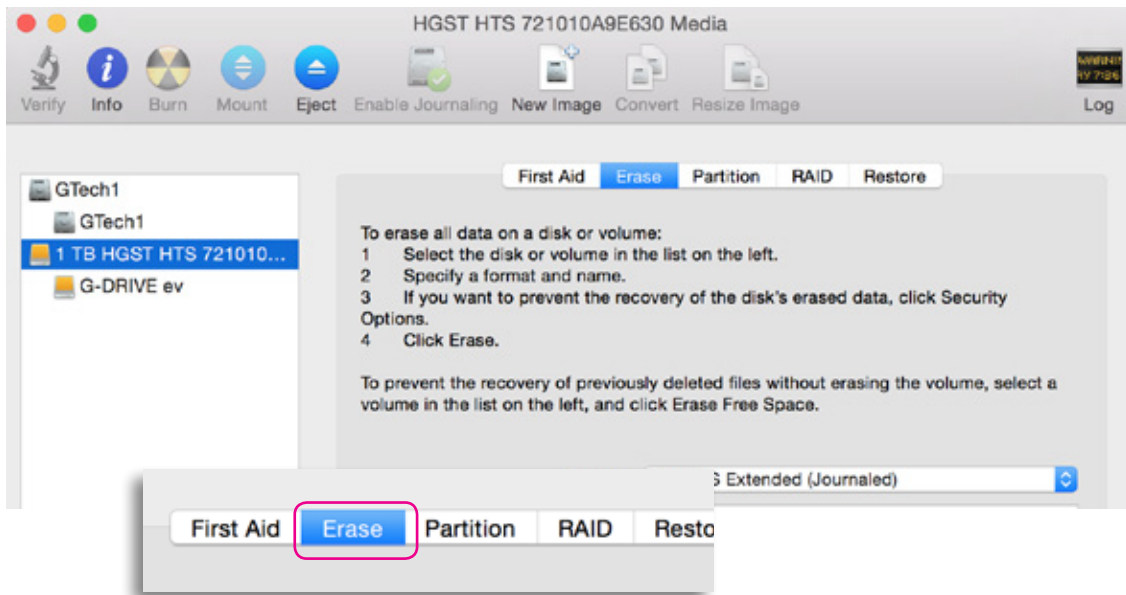 HGST HTS 721010A9E630 Media
Verify Info Burn Mount Eject Enable Journaling New Image Convert Resize Image Log
First Aid Erase Partition RAID Restore
GTech1
GTech1
1 TB HGST HTS 721010...
G-DRIVE ev
To erase all data on a disk or volume:
1 Select the disk or volume in the list on the left.
2 Specify a format and name.
3 If you want to prevent the recovery of the disk's erased data, click Security
Options.
4 Click Erase.
To prevent the recovery of previously deleted files without erasing the volume, select a
volume in the list on the left, and click Erase Free Space.
Extended (Journaled)
First Aid Erase Partition RAID Resto